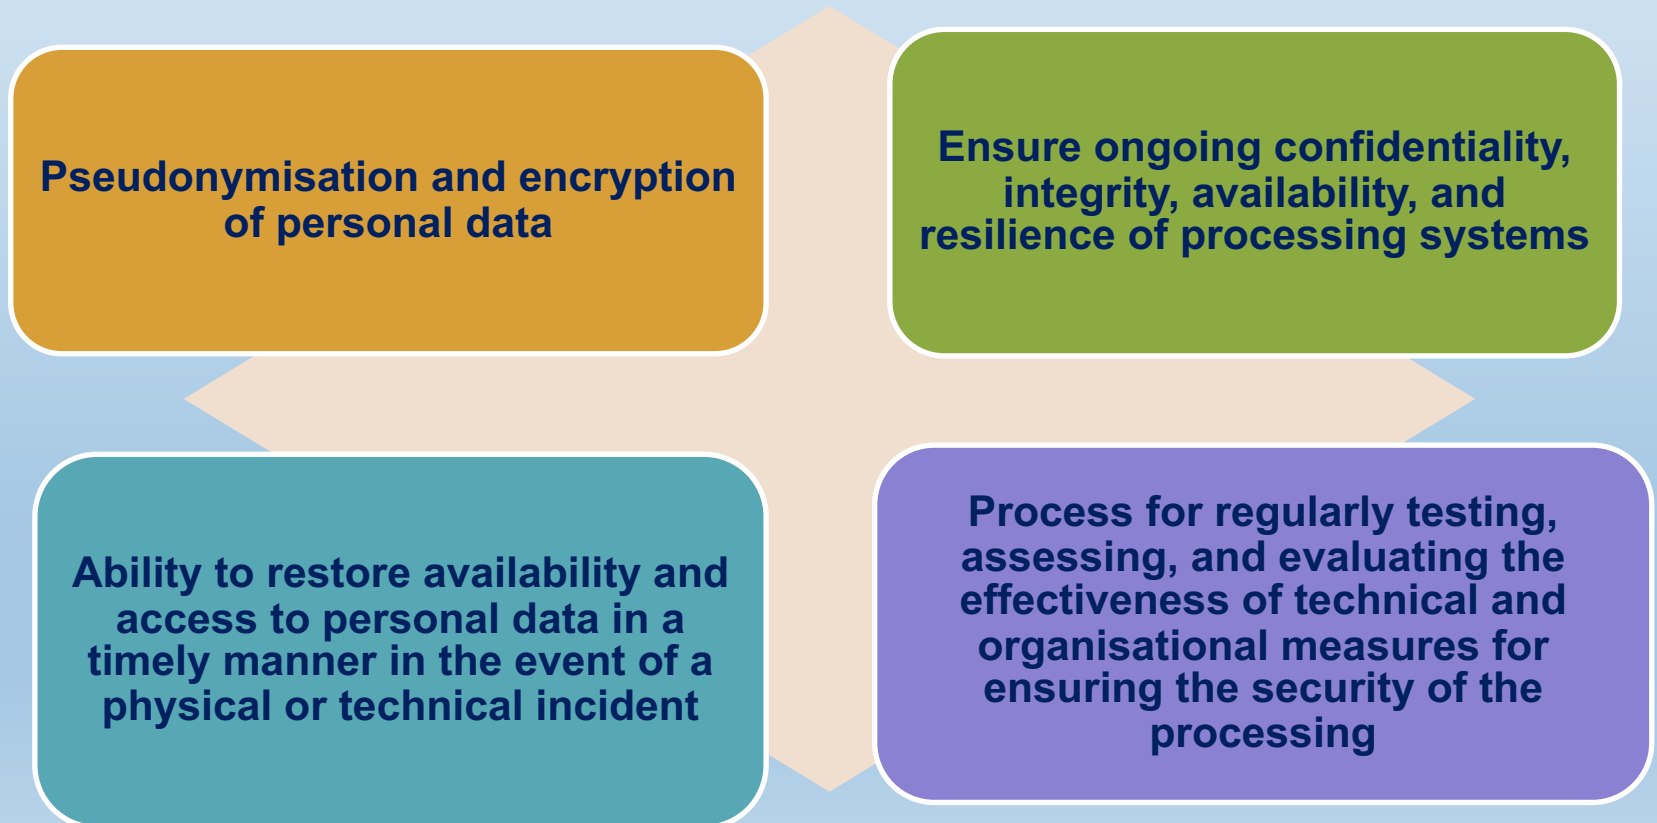 Pseudonymisation and encryption
of personal data
Ensure ongoing confidentiality,
integrity, availability, and
resilience of processing systems
Ability to restore availability and
access to personal data in a
timely manner in the event of a
physical or technical incident
Process for regularly testing,
assessing, and evaluating the
effectiveness of technical and
organisational measures for
ensuring the security of the
processing